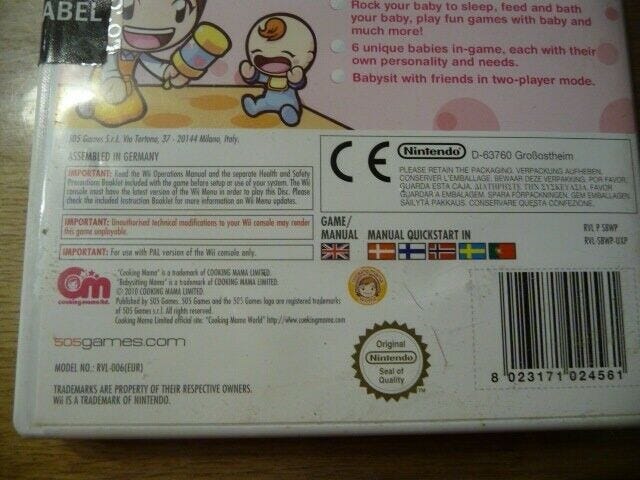 ABEL
Rock your baby to sleep, feed and bath
your baby, play fun games with baby and
much more!
6 unique babies in-game, each with their
own personality and needs.
Babysit with friends in two-player mode.
505 Games S.r.l. Via Tortona, 37 - 20144 Milano, Italy.
ASSEMBLED IN GERMANY
IMPORTANT: Read the Wii Operations Manual and the separate Health and Safety
Precautions Booklet included with the game before setup or use of your system. The Wii
console must have the latest version of the Wii Menu in order to play this Disc. Please
check the included Instruction Booklet for more information on Wii Menu updates.
IMPORTANT: Unauthorised technical modifications to your Wii console may render
this game unplayable.
IMPORTANT: For use with PAL version of the Wii console only.
CE
Nintendo
D-63760 Großostheim
PLEASE RETAIN THE PACKAGING. VERPACKUNG AUFHEBEN.
CONSERVER L'EMBALLAGE. BEWAAR DEZE VERPAKKING. POR FAVOR,
GUARDA ESTA CAJA. ΔΙΑΤΗΡΕΙΣΤΕ ΤΗΝ ΣΥΣΚΕΥΑΣΙΑ. FAVOR
GUARDAR A EMBALAGEM. SPARA FÖRPACKNINGEN. GEM EMBALLAGEN.
SÄILYTÄ PAKKAUS. CONSERVARE QUESTA CONFEZIONE.
GAME/
MANUAL MANUAL QUICKSTART IN
RVL P SBWP
RVL-SBWP-UXP
cooking mama ltd.
"Cooking Mama" is a trademark of COOKING MAMA LIMITED.
"Babysitting Mama" is a trademark of COOKING MAMA LIMITED.
© 2010 COOKING MAMA LIMITED
Published by 505 Games. 505 Games and the 505 Games logo are registered trademarks
of 505 Games s.r.l. All rights reserved.
Cooking Mama Limited official site: "Cooking Mama World" http://www.cookingmama.com
505games.com
MODEL NO.: RVL-006(EUR)
TRADEMARKS ARE PROPERTY OF THEIR RESPECTIVE OWNERS.
Wii IS A TRADEMARK OF NINTENDO.
Original
Nintendo
Seal of
Quality
TM
8 023171 024561